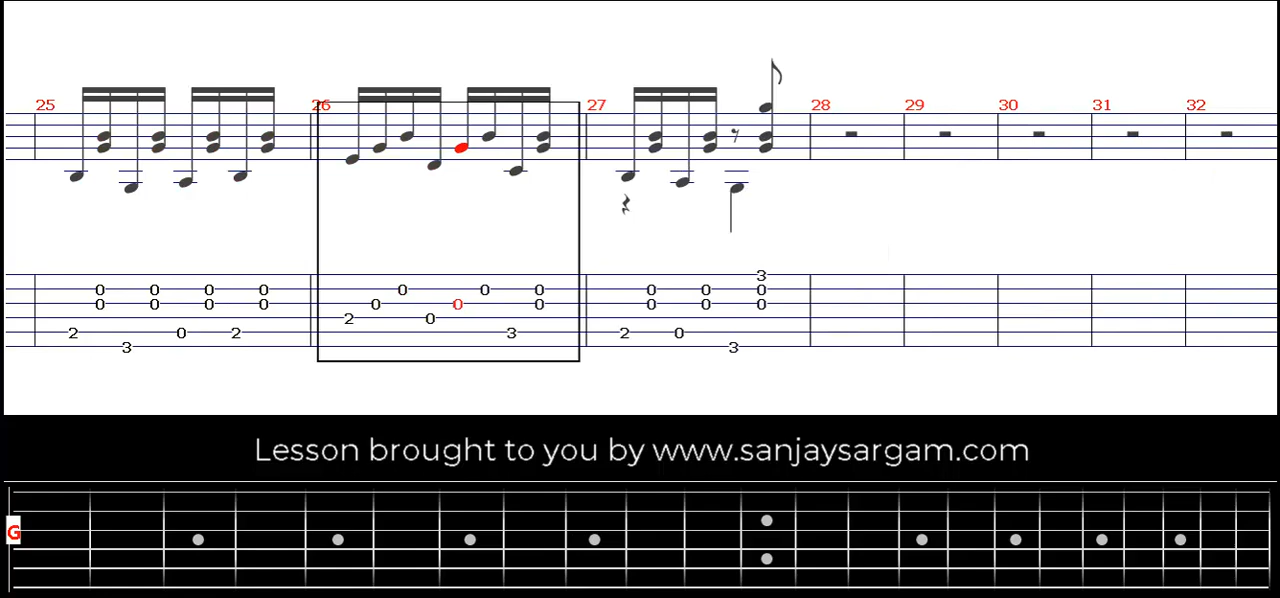 25 26 27 28 29 30 31 32
3
0 0 0 0 0 0 0 0 0 0
0 0 0 0 0 0 0 0 0 0
2 0
2 0 2 3 2 0
3 3
Lesson brought to you by www.sanjaysargam.com
G